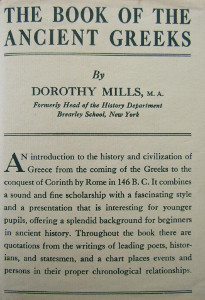 THE BOOK OF THE
ANCIENT GREEKS
By
DOROTHY MILLS, M. A.
Formerly Head of the History Department
Brearley School, New York
AN introduction to the history and civilization of
Greece from the coming of the Greeks to the
conquest of Corinth by Rome in 146 B. C. It combines
a sound and fine scholarship with a fascinating style
and a presentation that is interesting for younger
pupils, offering a splendid background for beginners
in ancient history. Throughout the book there are
quotations from the writings of leading poets, histor-
ians, and statesmen, and a chart places events and
persons in their proper chronological relationships.